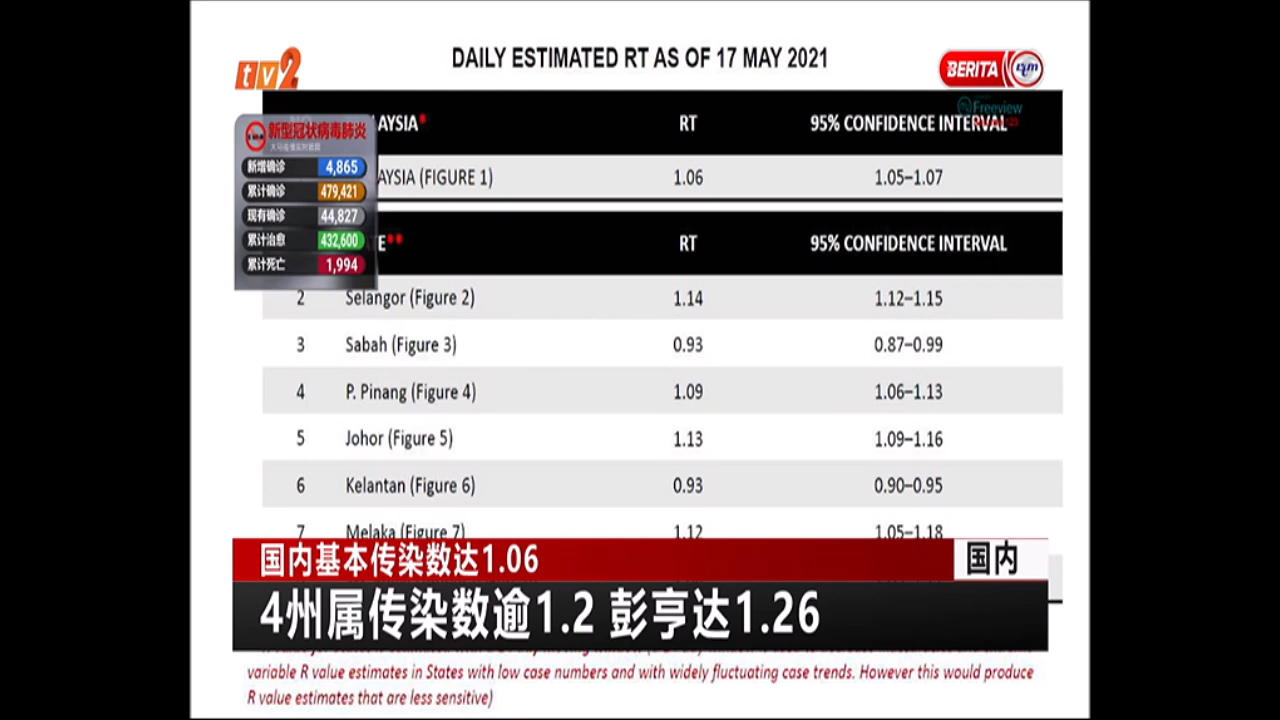 DAILY ESTIMATED RT AS OF 17 MAY 2021
tv2
BERITA rtm
Freeview
AYSIA* RT 95% CONFIDENCE INTERVAL
AYSIA (FIGURE 1) 1.06 1.05–1.07
TE** RT 95% CONFIDENCE INTERVAL
2 Selangor (Figure 2) 1.14 1.12–1.15
3 Sabah (Figure 3) 0.93 0.87–0.99
4 P. Pinang (Figure 4) 1.09 1.06–1.13
5 Johor (Figure 5) 1.13 1.09–1.16
6 Kelantan (Figure 6) 0.93 0.90–0.95
7 Melaka (Figure 7) 1.12 1.05–1.18
新型冠状病毒肺炎
新增确诊 4,865
累计确诊 479,421
现有确诊 44,827
累计治愈 432,600
累计死亡 1,994
国内基本传染数达1.06
国内
4州属传染数逾1.2 彭亨达1.26
variable R value estimates in States with low case numbers and with widely fluctuating case trends. However this would produce
R value estimates that are less sensitive)